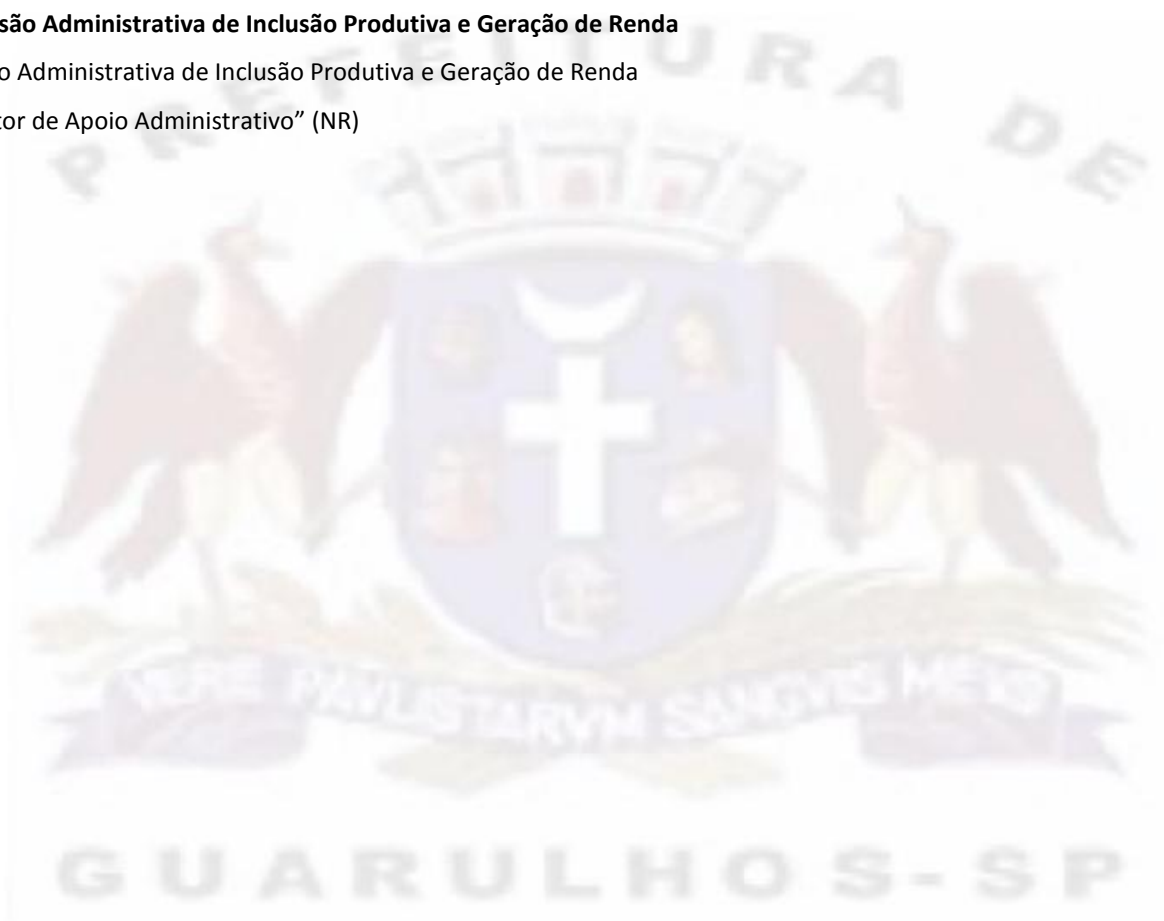 são Administrativa de Inclusão Produtiva e Geração de Renda
o Administrativa de Inclusão Produtiva e Geração de Renda
tor de Apoio Administrativo” (NR)
PREFEITURA DE
VERE PAVLISTARVM SANGVIS MEVS
GUARULHOS-SP